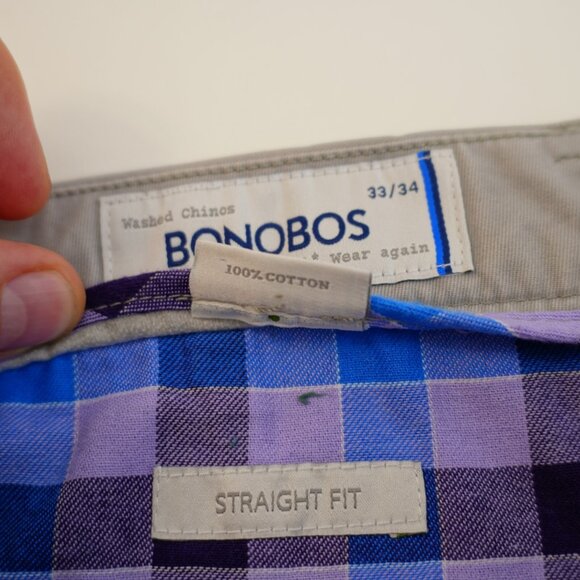 33/34
Washed Chinos
BONOBOS
* Wear again
100% COTTON
STRAIGHT FIT